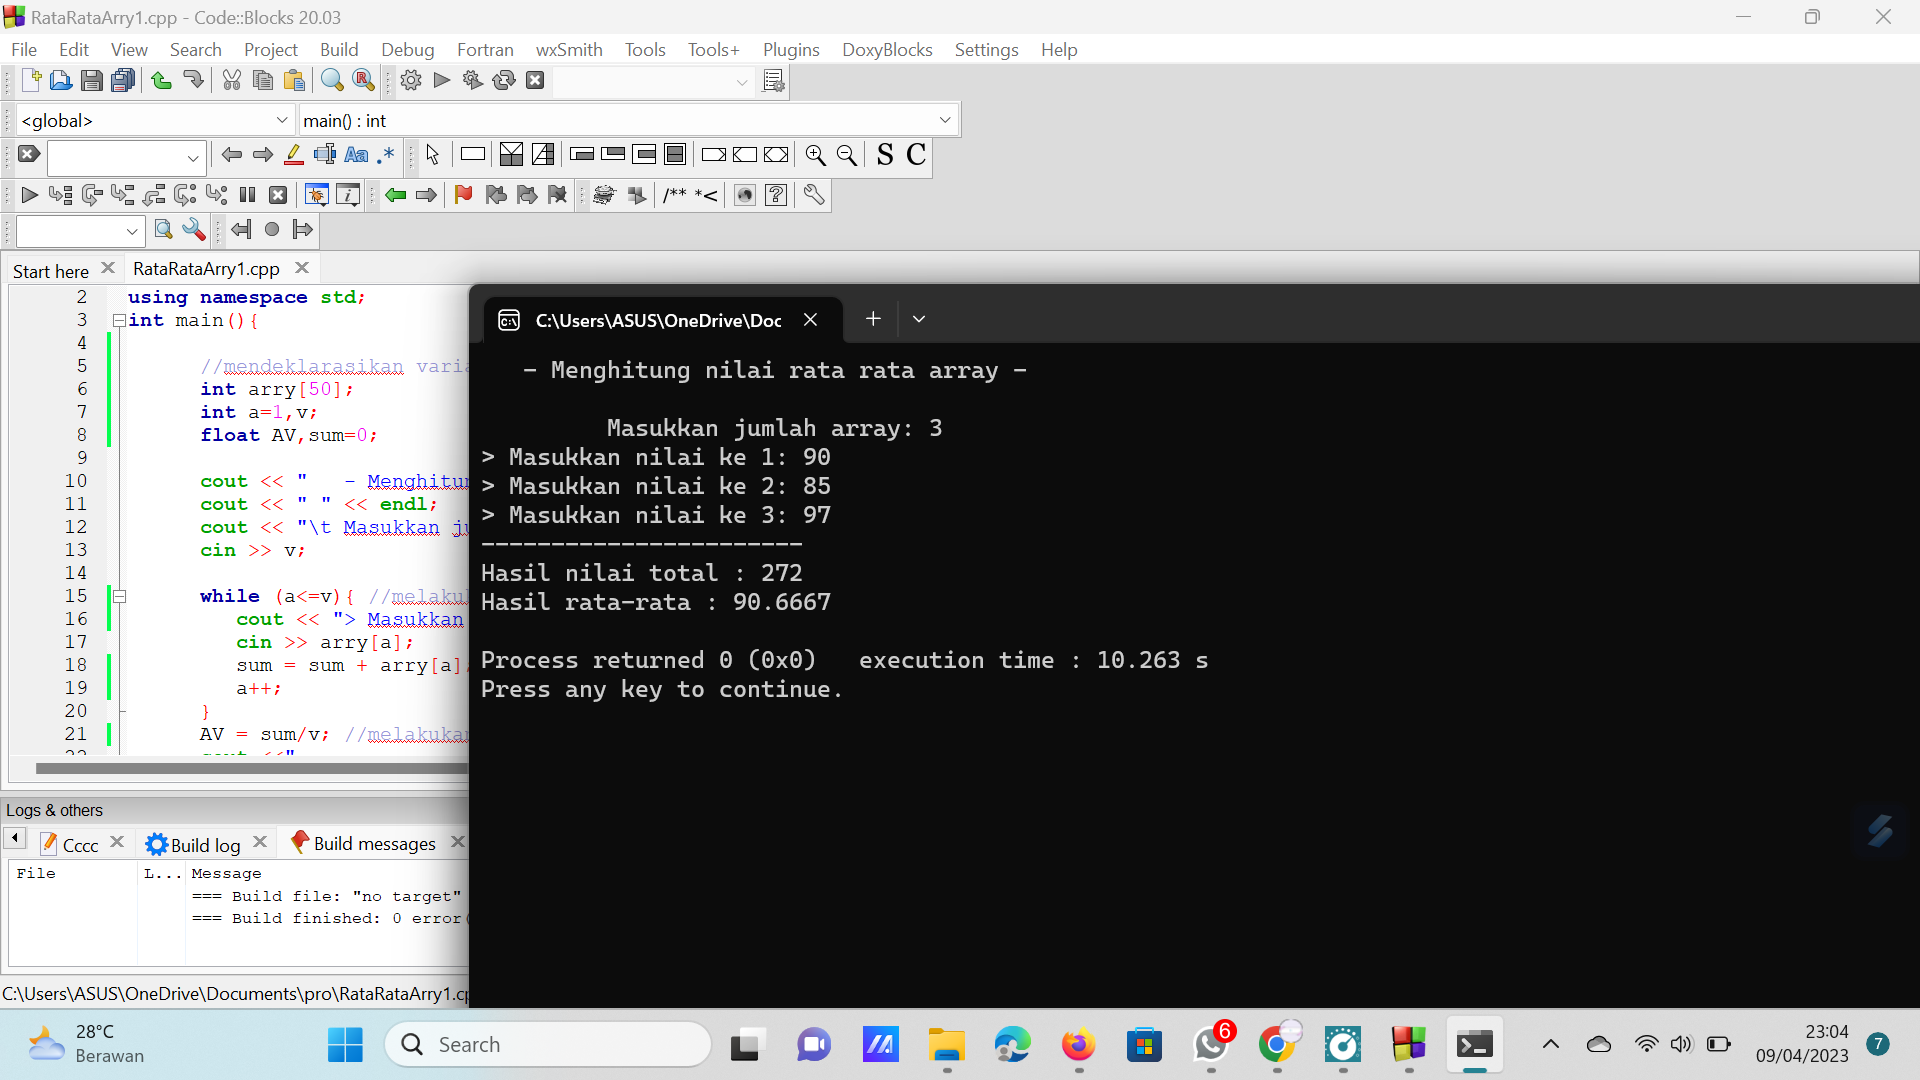 RataRataArry1.cpp - Code::Blocks 20.03
File Edit View Search Project Build Debug Fortran wxSmith Tools Tools+ Plugins DoxyBlocks Settings Help
<global> main() : int
Aa .* S C
/** *<
Start here RataRataArry1.cpp
2 using namespace std;
3 int main(){
4
5 //mendeklarasikan varia
6 int arry[50];
7 int a=1,v;
8 float AV,sum=0;
9
10 cout << " - Menghitun
11 cout << " " << endl;
12 cout << "\t Masukkan ju
13 cin >> v;
14
15 while (a<=v){ //melakuk
16 cout << "> Masukkan
17 cin >> arry[a];
18 sum = sum + arry[a];
19 a++;
20 }
21 AV = sum/v; //melakukan
22 cout <<"
C:\Users\ASUS\OneDrive\Doc
- Menghitung nilai rata rata array -
Masukkan jumlah array: 3
> Masukkan nilai ke 1: 90
> Masukkan nilai ke 2: 85
> Masukkan nilai ke 3: 97
-----------------------
Hasil nilai total : 272
Hasil rata-rata : 90.6667
Process returned 0 (0x0) execution time : 10.263 s
Press any key to continue.
Logs & others
Cccc Build log Build messages
File L... Message
=== Build file: "no target"
=== Build finished: 0 error(
C:\Users\ASUS\OneDrive\Documents\pro\RataRataArry1.cp
28°C
Berawan
Search
6
23:04
09/04/2023
7